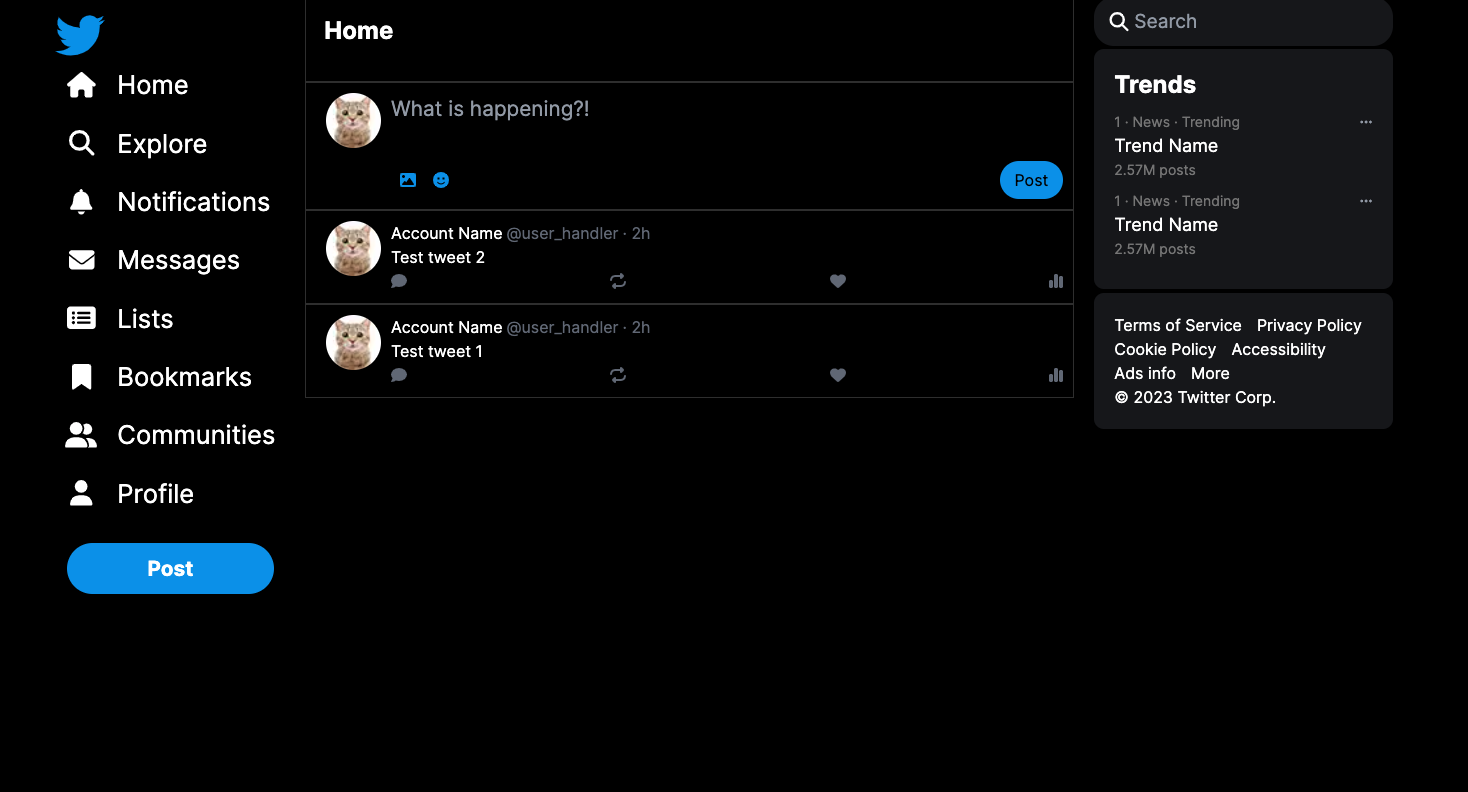 Home
Explore
Notifications
Messages
Lists
Bookmarks
Communities
Profile
Post
Home
What is happening?!
Post
Account Name @user_handler · 2h
Test tweet 2
Account Name @user_handler · 2h
Test tweet 1
Search
Trends
1 · News · Trending
Trend Name
2.57M posts
1 · News · Trending
Trend Name
2.57M posts
Terms of Service Privacy Policy
Cookie Policy Accessibility
Ads info More
© 2023 Twitter Corp.